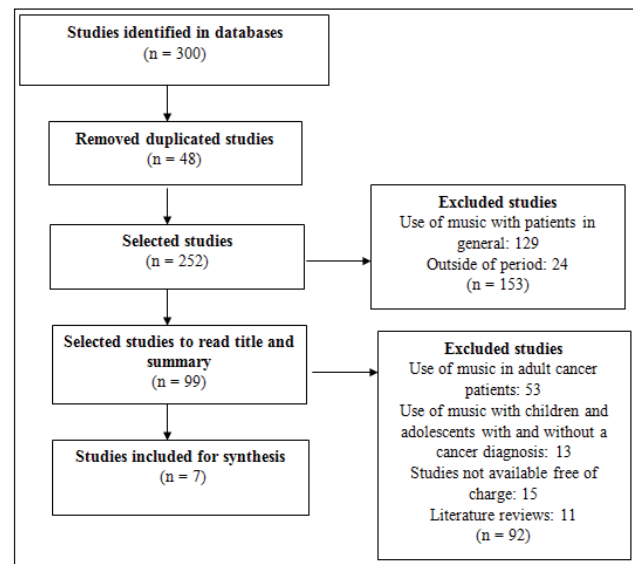 Studies identified in databases
(n = 300)
Removed duplicated studies
(n = 48)
Selected studies
(n = 252)
Excluded studies
Use of music with patients in
general: 129
Outside of period: 24
(n = 153)
Selected studies to read title and
summary
(n = 99)
Excluded studies
Use of music in adult cancer
patients: 53
Use of music with children and
adolescents with and without a
cancer diagnosis: 13
Studies not available free of
charge: 15
Literature reviews: 11
(n = 92)
Studies included for synthesis
(n = 7)